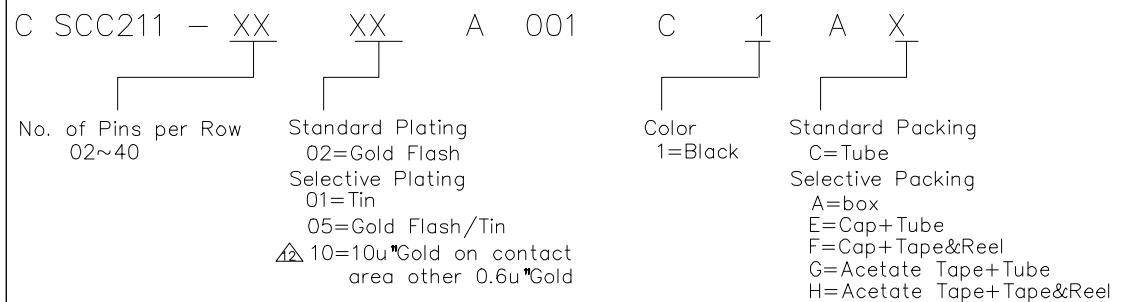 C SCC211 - XX XX A 001 C 1 A X
No. of Pins per Row
02~40
Standard Plating
02=Gold Flash
Selective Plating
01=Tin
05=Gold Flash/Tin
12 10=10u"Gold on contact
area other 0.6u"Gold
Color
1=Black
Standard Packing
C=Tube
Selective Packing
A=box
E=Cap+Tube
F=Cap+Tape&Reel
G=Acetate Tape+Tube
H=Acetate Tape+Tape&Reel